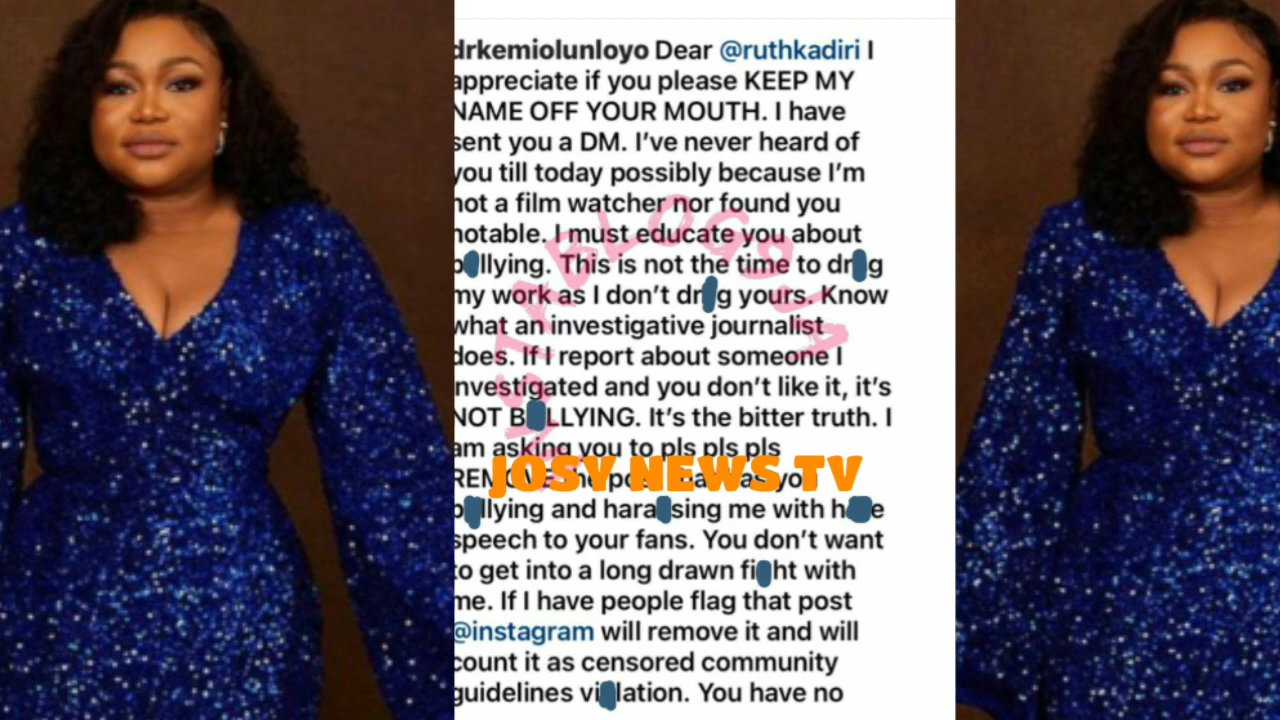 drkemiolunloyo Dear @ruthkadiri I
appreciate if you please KEEP MY
NAME OFF YOUR MOUTH. I have
sent you a DM. I've never heard of
you till today possibly because I'm
not a film watcher nor found you
notable. I must educate you about
b llying. This is not the time to dr g
my work as I don't dr g yours. Know
what an investigative journalist
does. If I report about someone I
investigated and you don't like it, it's
NOT B LLYING. It's the bitter truth. I
am asking you to pls pls pls
you
b llying and hara sing me with h e
speech to your fans. You don't want
to get into a long drawn fi ht with
me. If I have people flag that post
@instagram will remove it and will
count it as censored community
guidelines vi lation. You have no
INSTABLOG9JA
JOSY NEWS TV